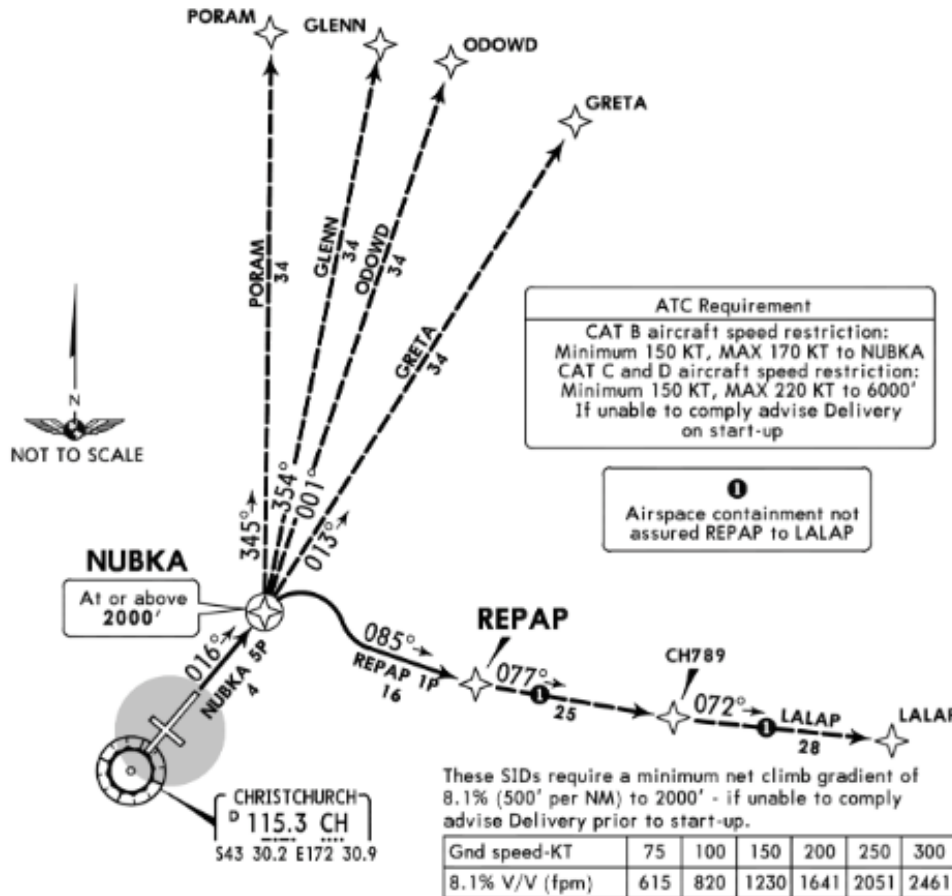 PORAM
GLENN
ODOWD
GRETA
PORAM
34
GLENN
34
ODOWD
34
GRETA
34
N
NOT TO SCALE
ATC Requirement
CAT B aircraft speed restriction:
Minimum 150 KT, MAX 170 KT to NUBKA
CAT C and D aircraft speed restriction:
Minimum 150 KT, MAX 220 KT to 6000'
If unable to comply advise Delivery
on start-up
1
Airspace containment not
assured REPAP to LALAP
345°
354°
001°
013°
NUBKA
At or above
2000'
016°
NUBKA 5P
4
085°
REPAP 1P
16
REPAP
077°
1
25
CH789
072°
1
LALAP
28
LALAP
CHRISTCHURCH
D 115.3 CH
S43 30.2 E172 30.9
These SIDs require a minimum net climb gradient of
8.1% (500' per NM) to 2000' - if unable to comply
advise Delivery prior to start-up.
Gnd speed-KT 75 100 150 200 250 300
8.1% V/V (fpm) 615 820 1230 1641 2051 2461